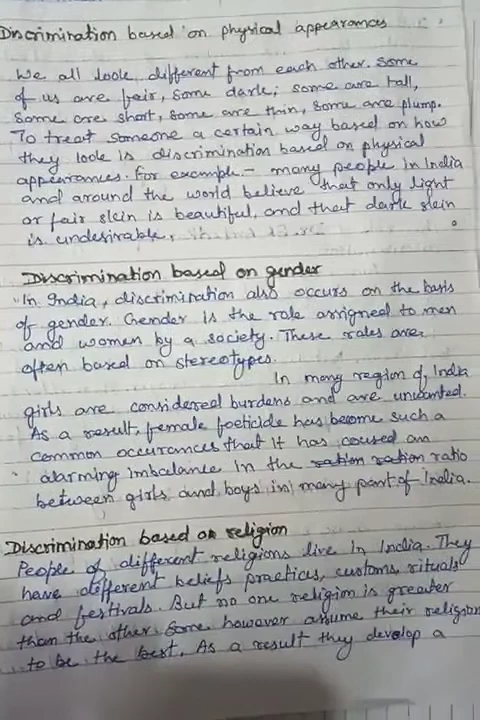 Discrimination based on physical appearances
We all look different from each other. Some
of us are fair, some dark; some are tall,
some are short, some are thin, some are plump.
To treat someone a certain way based on how
they look is discrimination based on physical
appearances. For example - many people in India
and around the world believe that only light
or fair skin is beautiful, and that dark skin
is undesirable.
Discrimination based on gender
In India, discrimination also occurs on the basis
of gender. Gender is the role assigned to men
and women by a society. These roles are
often based on stereotypes.
In many region of India
girls are considered burdens and are unwanted.
As a result, female foeticide has become such a
common occurances that it has caused an
alarming imbalance in the ratio
between girls and boys in many part of India.
Discrimination based on religion
People of different religions live in India. They
have different beliefs practices, customs, rituals
and festivals. But no one religion is greater
than the other. Some however assume their religion
to be the best. As a result they develop a